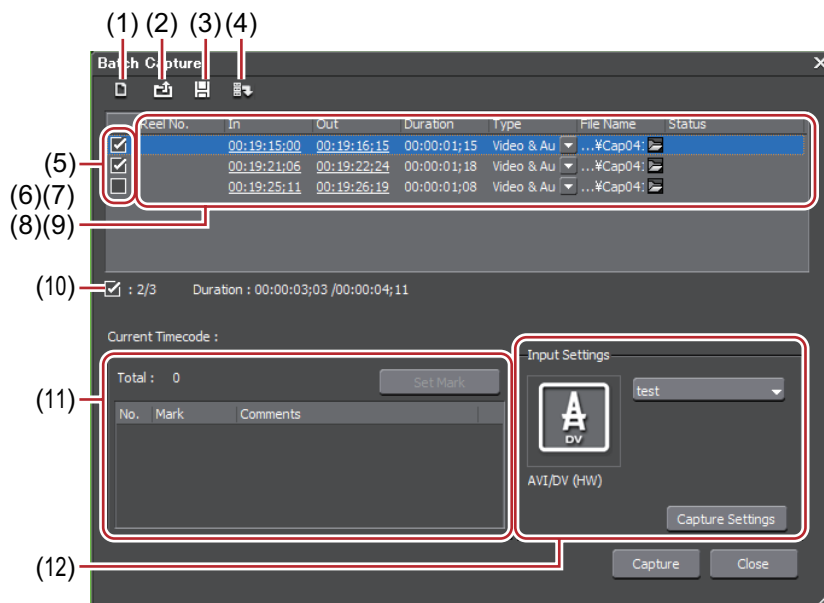 (1) (2) (3) (4)
Batch Capture
Reel No. In Out Duration Type File Name Status
00:19:15;00 00:19:16;15 00:00:01;15 Video & Au ...¥Cap04:
(5) 00:19:21;06 00:19:22;24 00:00:01;18 Video & Au ...¥Cap04:
(6)(7) 00:19:25;11 00:19:26;19 00:00:01;08 Video & Au ...¥Cap04:
(8)(9)
(10) : 2/3 Duration : 00:00:03;03 /00:00:04;11
Current Timecode :
Input Settings
Total : 0 Set Mark test
(11)
No. Mark Comments
DV
AVI/DV (HW)
Capture Settings
(12) Capture Close